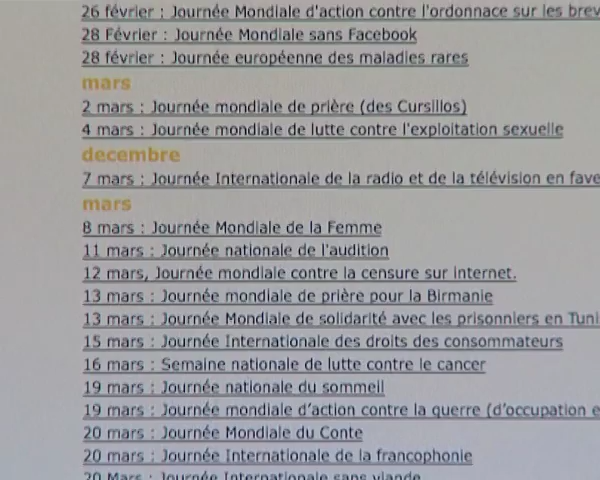 26 février : Journée Mondiale d'action contre l'ordonnace sur les brev
28 Février : Journée Mondiale sans Facebook
28 février : Journée européenne des maladies rares
mars
2 mars : Journée mondiale de prière (des Cursillos)
4 mars : Journée mondiale de lutte contre l'exploitation sexuelle
decembre
7 mars : Journée Internationale de la radio et de la télévision en fave
mars
8 mars : Journée Mondiale de la Femme
11 mars : Journée nationale de l'audition
12 mars, Journée mondiale contre la censure sur internet.
13 mars : Journée mondiale de prière pour la Birmanie
13 mars : Journée Mondiale de solidarité avec les prisonniers en Tuni
15 mars : Journée Internationale des droits des consommateurs
16 mars : Semaine nationale de lutte contre le cancer
19 mars : Journée nationale du sommeil
19 mars : Journée mondiale d’action contre la guerre (d’occupation e
20 mars : Journée Mondiale du Conte
20 mars : Journée Internationale de la francophonie
20 Mars : Journée Internationale sans viande